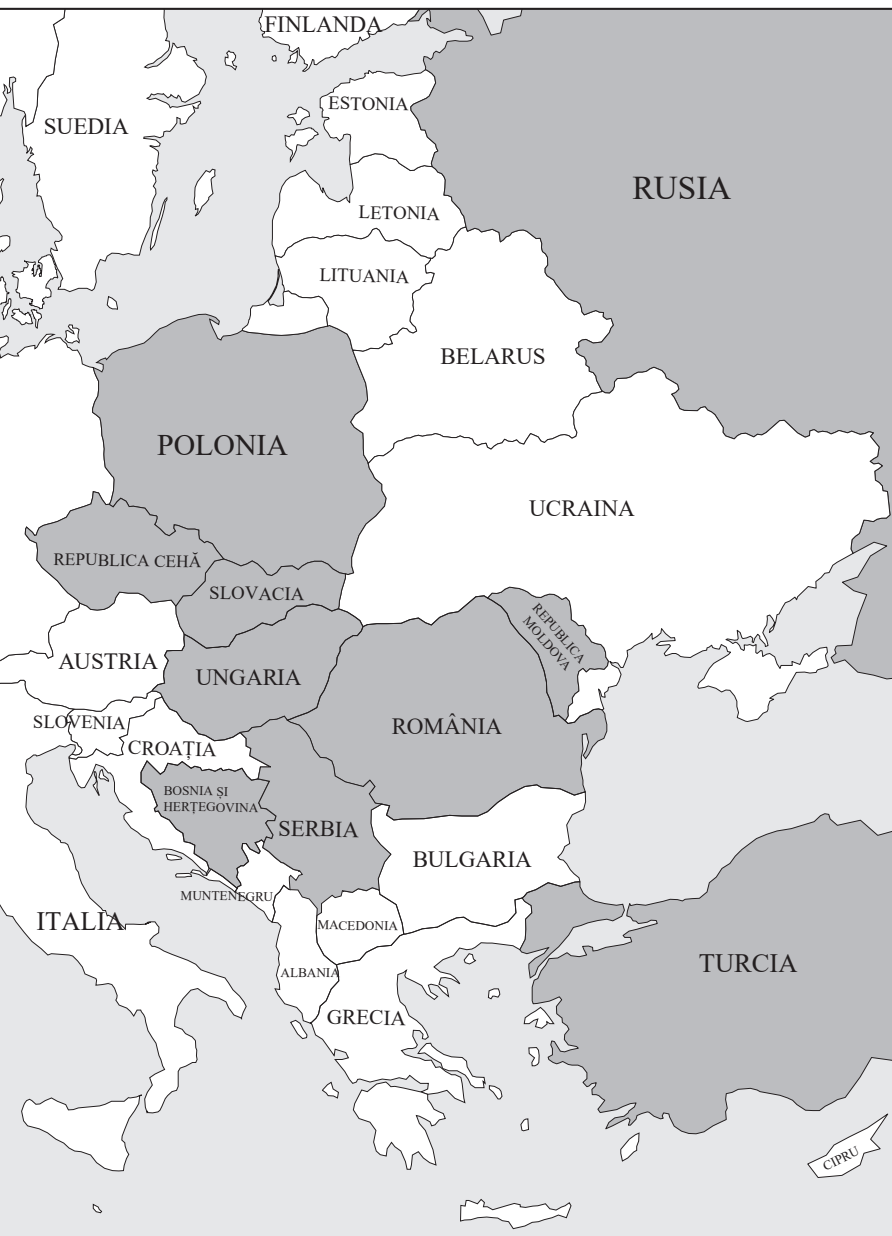 FINLANDA
ESTONIA
SUEDIA
RUSIA
LETONIA
LITUANIA
BELARUS
POLONIA
UCRAINA
REPUBLICA CEHĂ
SLOVACIA
REPUBLICA
MOLDOVA
AUSTRIA
UNGARIA
SLOVENIA
ROMÂNIA
CROAȚIA
BOSNIA ȘI
HERȚEGOVINA
SERBIA
BULGARIA
MUNTENEGRU
ITALIA
MACEDONIA
TURCIA
ALBANIA
GRECIA
CIPRU